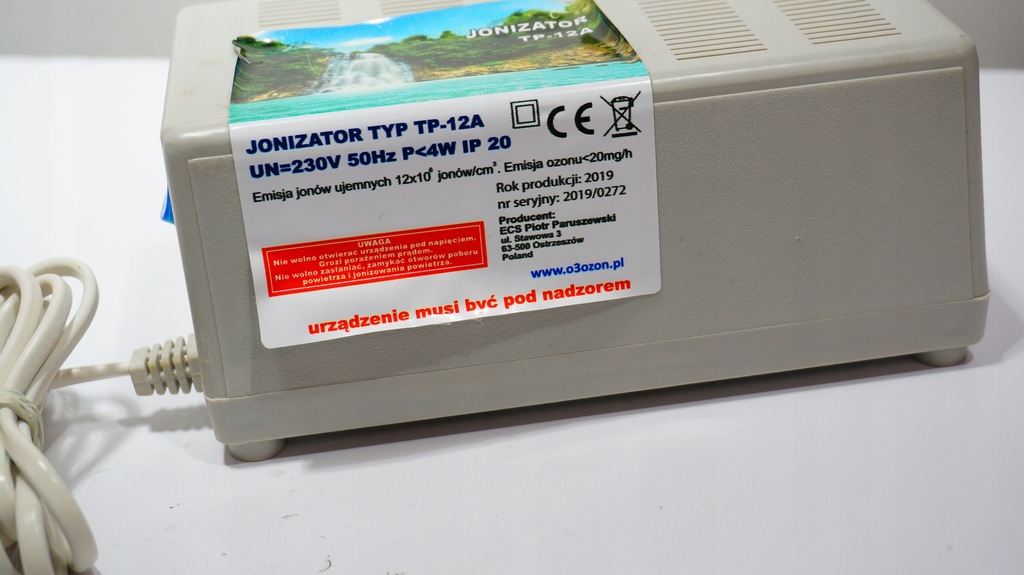 JONIZATOR
TP-12A
JONIZATOR TYP TP-12A
UN=230V 50Hz P<4W IP 20
CE
Emisja jonów ujemnych 12x10⁶ jonów/cm³. Emisja ozonu<20mg/h
Rok produkcji: 2019
nr seryjny: 2019/0272
Producent:
ECS Piotr Paruszewski
ul. Stawowa 3
63-500 Ostrzeszów
Poland
UWAGA
Nie wolno otwierać urządzenia pod napięciem.
Grozi porażeniem prądem.
Nie wolno zasłaniać, zamykać otworów poboru
powietrza i jonizowania powietrza.
www.o3ozon.pl
urządzenie musi być pod nadzorem